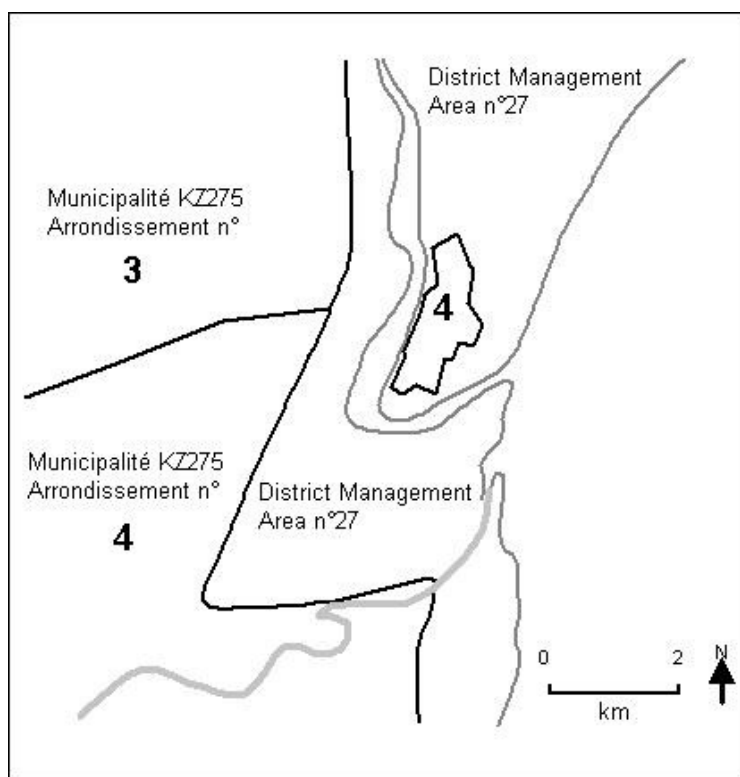 District Management
Area n°27
Municipalité KZ275
Arrondissement n°
3
4
Municipalité KZ275
Arrondissement n°
4
District Management
Area n°27
0
2
N
km